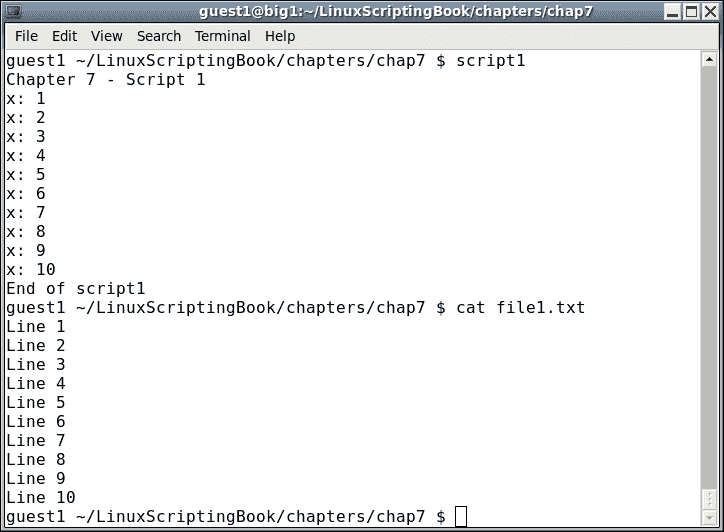 guest1@big1:~/LinuxScriptingBook/chapters/chap7
File Edit View Search Terminal Help
guest1 ~/LinuxScriptingBook/chapters/chap7 $ script1
Chapter 7 - Script 1
x: 1
x: 2
x: 3
x: 4
x: 5
x: 6
x: 7
x: 8
x: 9
x: 10
End of script1
guest1 ~/LinuxScriptingBook/chapters/chap7 $ cat file1.txt
Line 1
Line 2
Line 3
Line 4
Line 5
Line 6
Line 7
Line 8
Line 9
Line 10
guest1 ~/LinuxScriptingBook/chapters/chap7 $